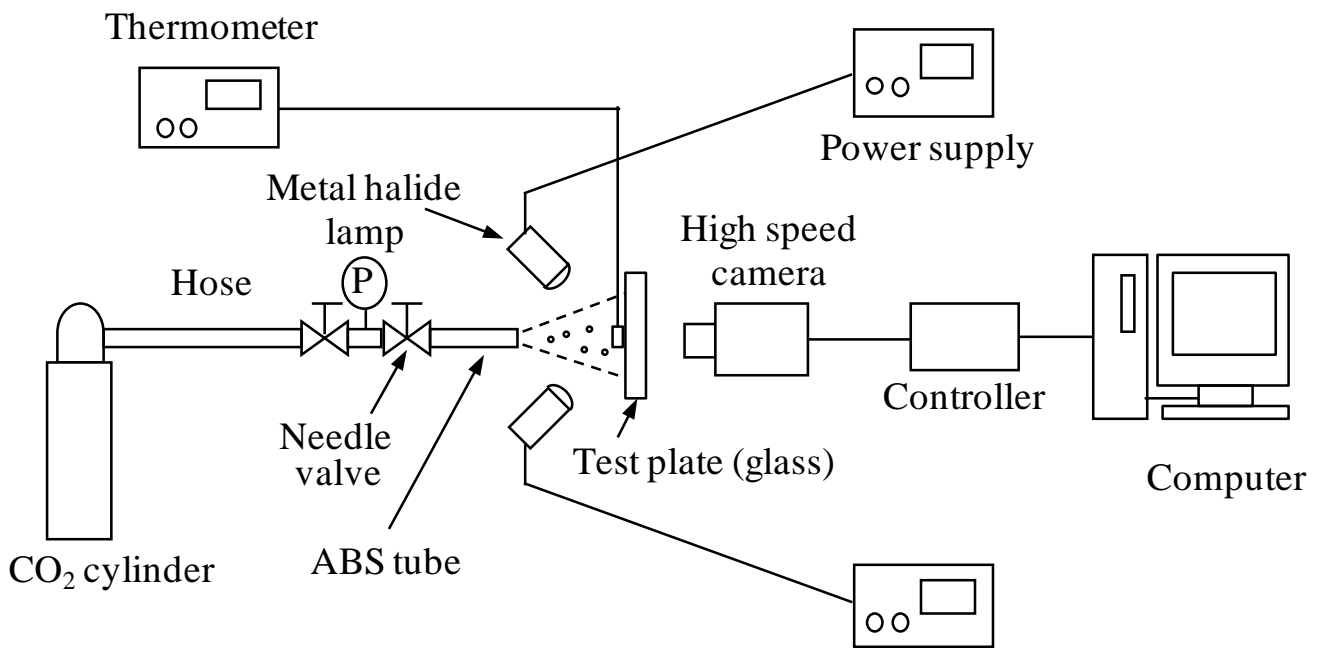 Thermometer
Power supply
Metal halide
lamp
High speed
camera
P
Hose
Controller
Needle
valve
Test plate (glass)
Computer
ABS tube
CO₂ cylinder